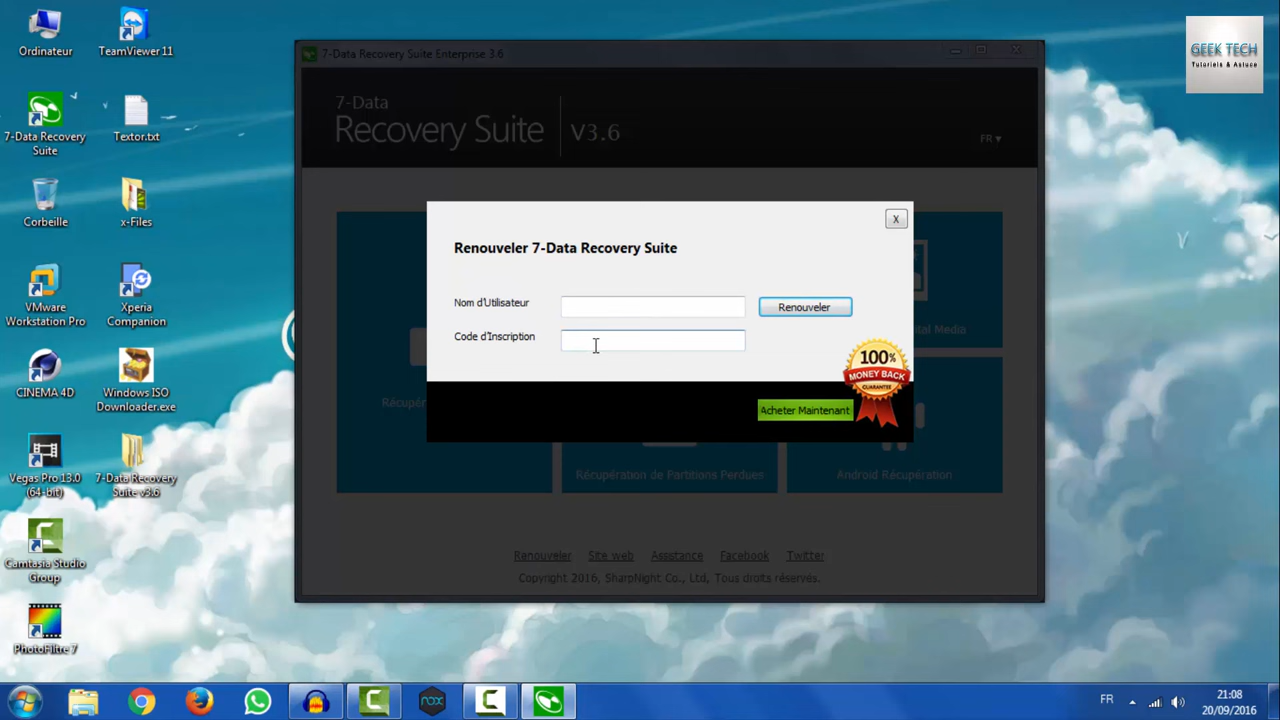 Ordinateur
TeamViewer 11
7-Data Recovery Suite
Textor.txt
Corbeille
x-Files
VMware Workstation Pro
Xperia Companion
CINEMA 4D
Windows ISO Downloader.exe
Vegas Pro 13.0 (64-bit)
7-Data Recovery Suite v3.6
Camtasia Studio Group
PhotoFiltre 7
GEEK TECH
Tutoriels & Astuce
7-Data Recovery Suite Enterprise 3.6
7-Data
Recovery Suite
V3.6
FR
X
Renouveler 7-Data Recovery Suite
Nom d'Utilisateur
Renouveler
Code d'Inscription
100%
MONEY BACK
GUARANTEE
Acheter Maintenant
Récupération de Partitions Perdues
Android Récupération
Renouveler
Site web
Assistance
Facebook
Twitter
Copyright 2016, SharpNight Co., Ltd, Tous droits réservés.
nox
FR
21:08
20/09/2016